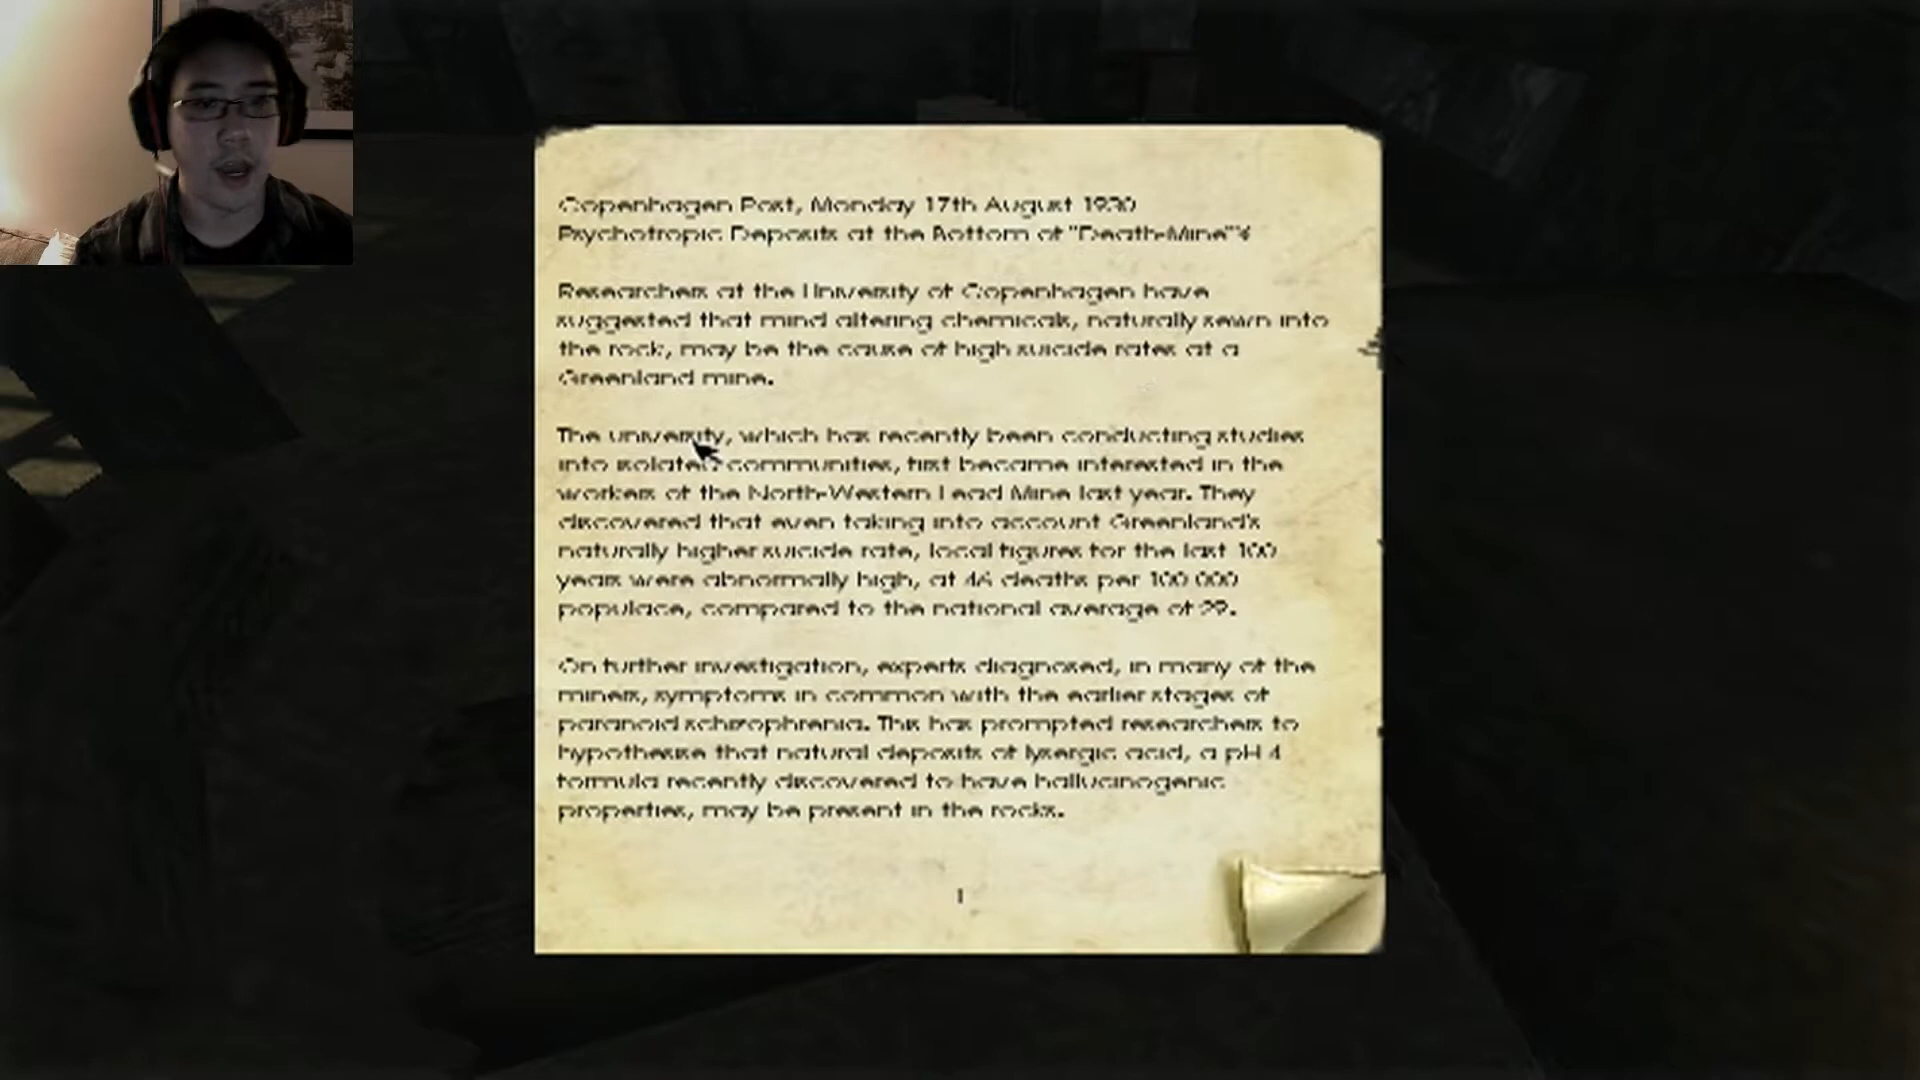 Copenhagen Post, Monday 17th August 1930
Psychotropic Deposits at the Bottom of "Death-Mine"
Researchers at the University of Copenhagen have
suggested that mind altering chemicals, naturally sewn into
the rock, may be the cause of high suicide rates at a
Greenland mine.
The university, which has recently been conducting studies
into isolated communities, first became interested in the
workers of the North-Western Lead Mine last year. They
discovered that even taking into account Greenland's
naturally higher suicide rate, local figures for the last 100
years were abnormally high, at deaths per 100 000
populace, compared to the national average of 29.
On further investigation, experts diagnosed, in many of the
miners, symptoms in common with the earlier stages of
paranoid schizophrenia. This has prompted researchers to
hypothesise that natural deposits of lysergic acid, a pH 4
formula recently discovered to have hallucinogenic
properties, may be present in the rocks.
1